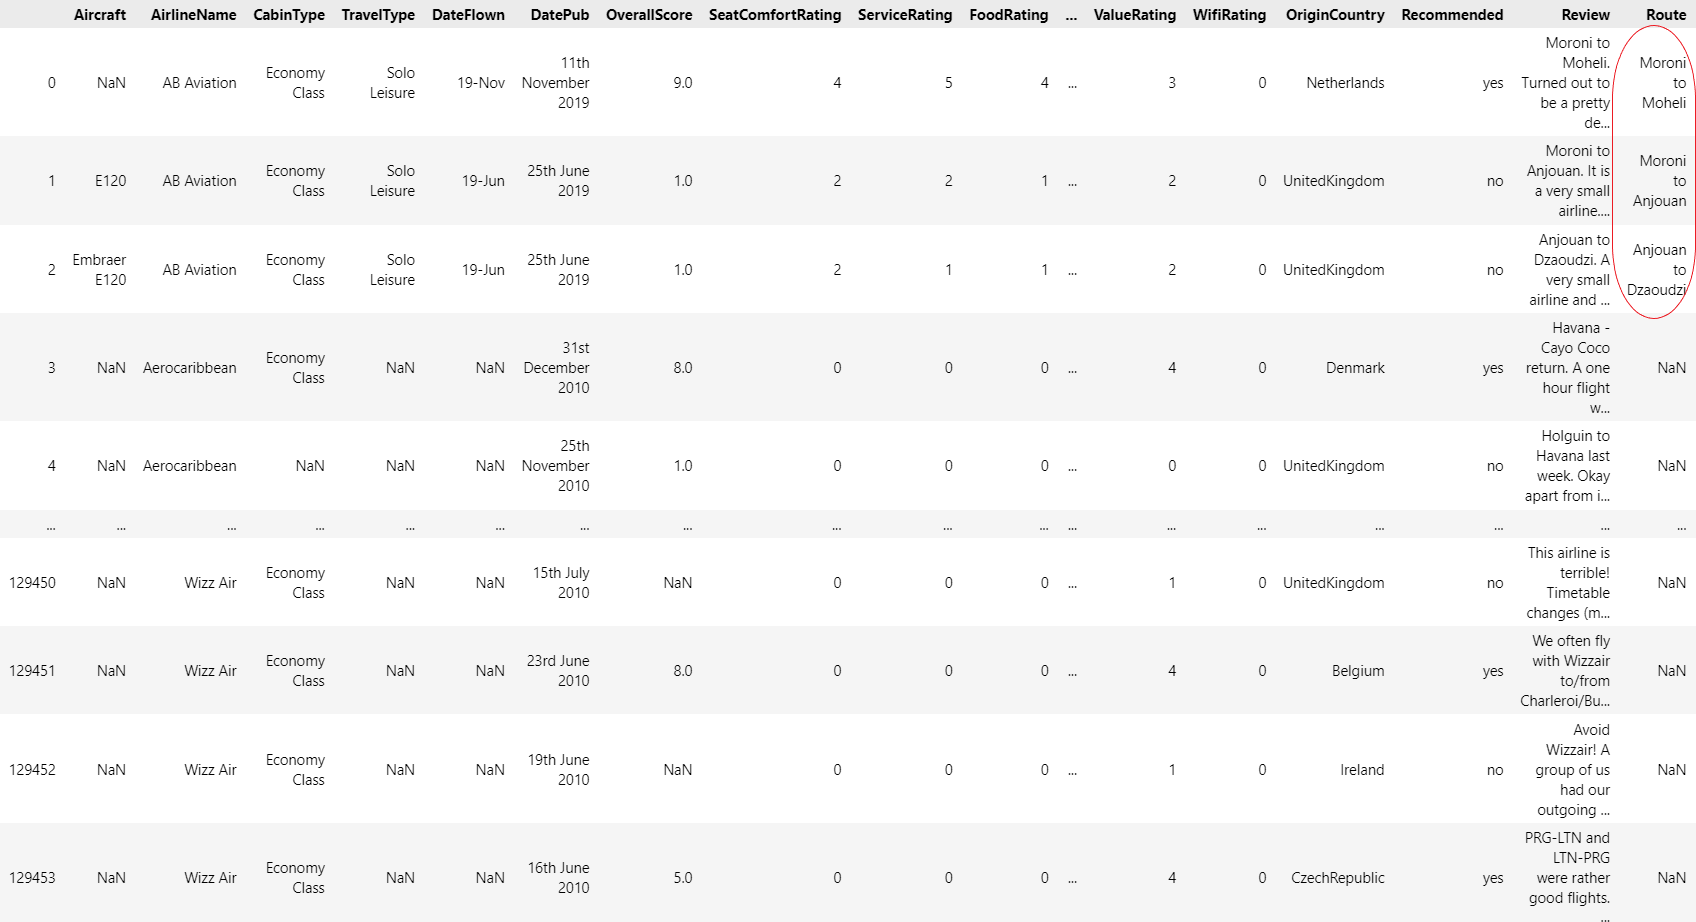 Aircraft AirlineName CabinType TravelType DateFlown DatePub OverallScore SeatComfortRating ServiceRating FoodRating ... ValueRating WifiRating OriginCountry Recommended Review Route
0 NaN AB Aviation Economy Class Solo Leisure 19-Nov 11th November 2019 9.0 4 5 4 ... 3 0 Netherlands yes Moroni to Moheli. Turned out to be a pretty de... Moroni to Moheli
1 E120 AB Aviation Economy Class Solo Leisure 19-Jun 25th June 2019 1.0 2 2 1 ... 2 0 UnitedKingdom no Moroni to Anjouan. It is a very small airline.... Moroni to Anjouan
2 Embraer E120 AB Aviation Economy Class Solo Leisure 19-Jun 25th June 2019 1.0 2 1 1 ... 2 0 UnitedKingdom no Anjouan to Dzaoudzi. A very small airline and ... Anjouan to Dzaoudzi
3 NaN Aerocaribbean Economy Class NaN NaN 31st December 2010 8.0 0 0 0 ... 4 0 Denmark yes Havana - Cayo Coco return. A one hour flight w... NaN
4 NaN Aerocaribbean NaN NaN NaN 25th November 2010 1.0 0 0 0 ... 0 0 UnitedKingdom no Holguin to Havana last week. Okay apart from i... NaN
... ... ... ... ... ... ... ... ... ... ... ... ... ... ... ... ... ...
129450 NaN Wizz Air Economy Class NaN NaN 15th July 2010 NaN 0 0 0 ... 1 0 UnitedKingdom no This airline is terrible! Timetable changes (m... NaN
129451 NaN Wizz Air Economy Class NaN NaN 23rd June 2010 8.0 0 0 0 ... 4 0 Belgium yes We often fly with Wizzair to/from Charleroi/Bu... NaN
129452 NaN Wizz Air Economy Class NaN NaN 19th June 2010 NaN 0 0 0 ... 1 0 Ireland no Avoid Wizzair! A group of us had our outgoing ... NaN
129453 NaN Wizz Air Economy Class NaN NaN 16th June 2010 5.0 0 0 0 ... 4 0 CzechRepublic yes PRG-LTN and LTN-PRG were rather good flights. ... NaN